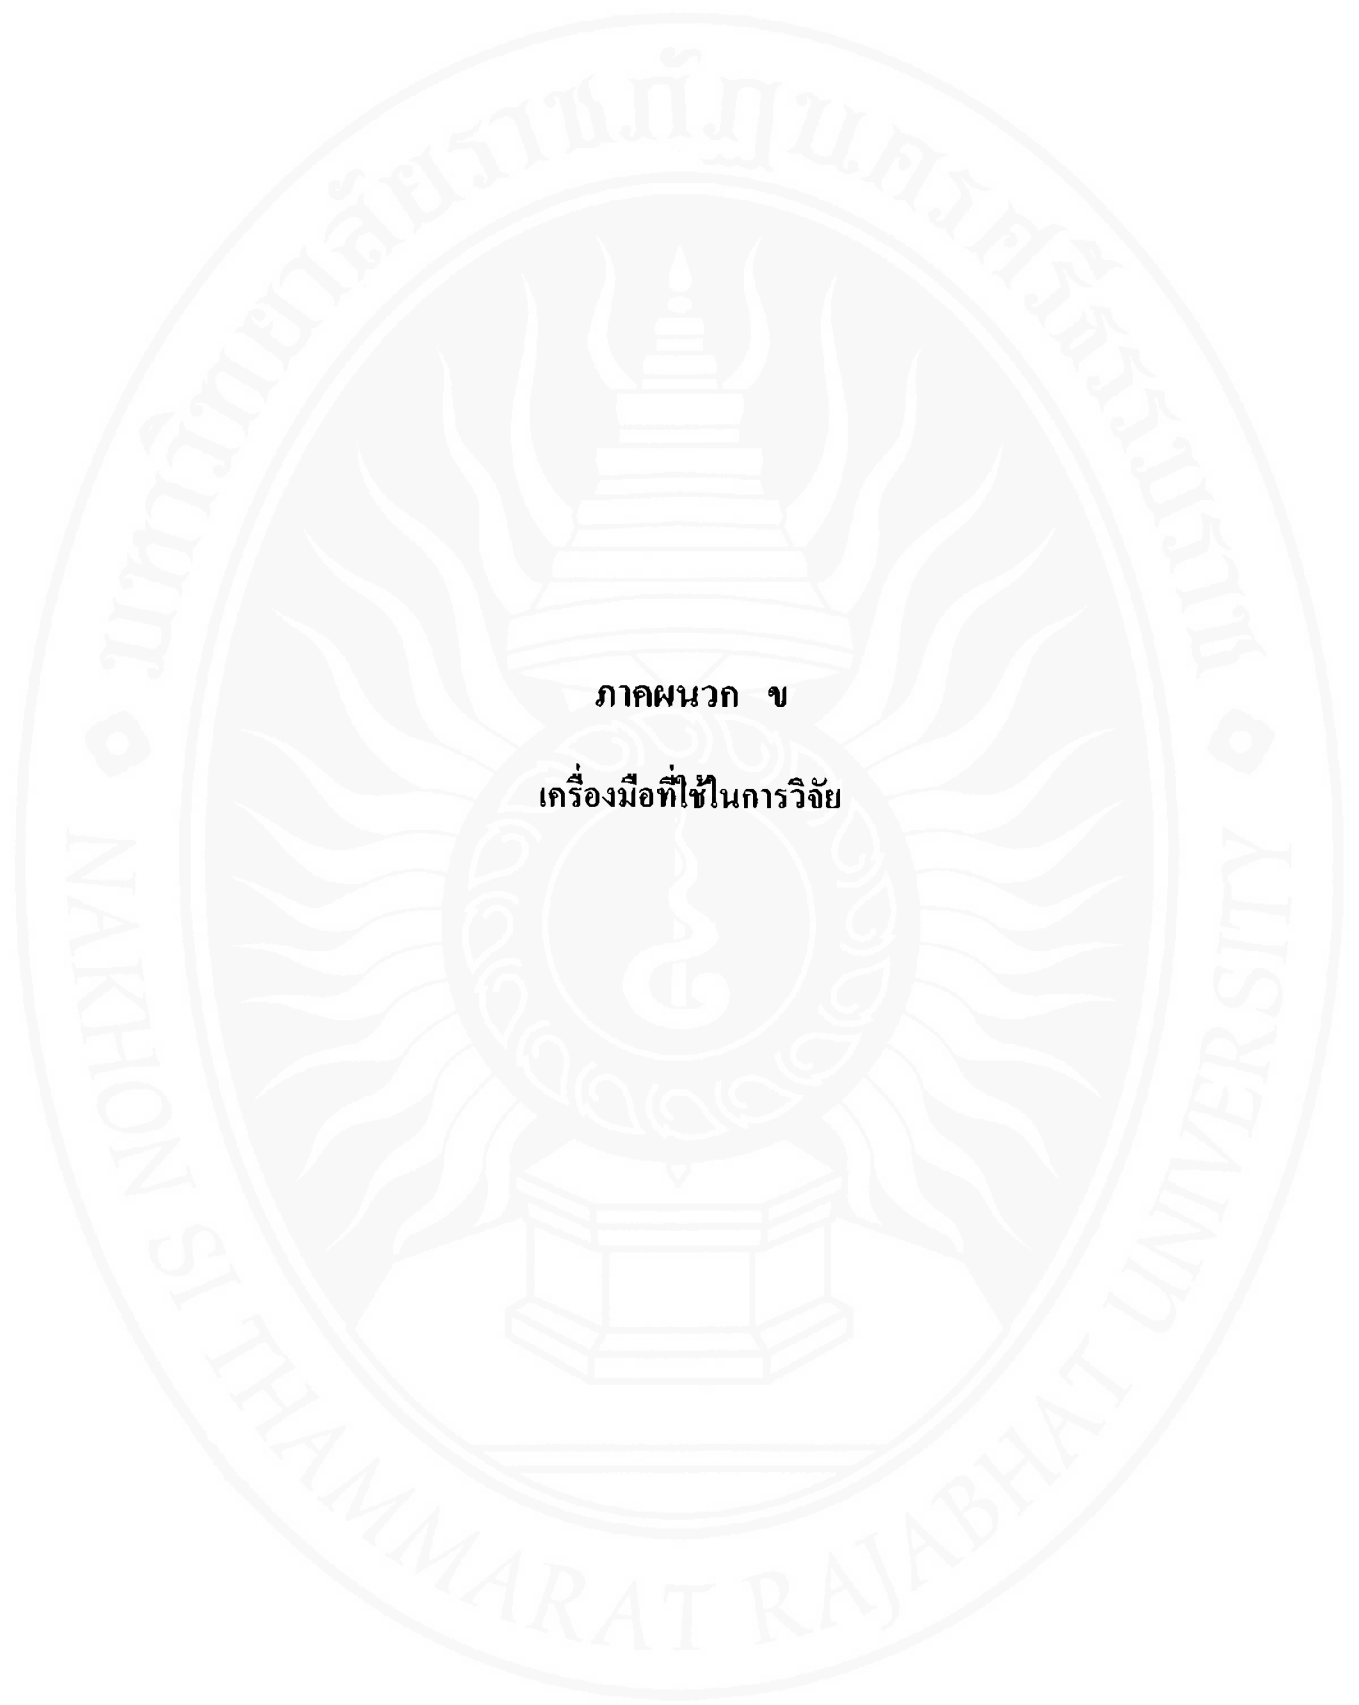 มหาวิทยาลัยราชภัฏนครศรีธรรมราช
ภาคผนวก ข
เครื่องมือที่ใช้ในการวิจัย
NAKHON SI THAMMARAT RAJABHAT UNIVERSITY